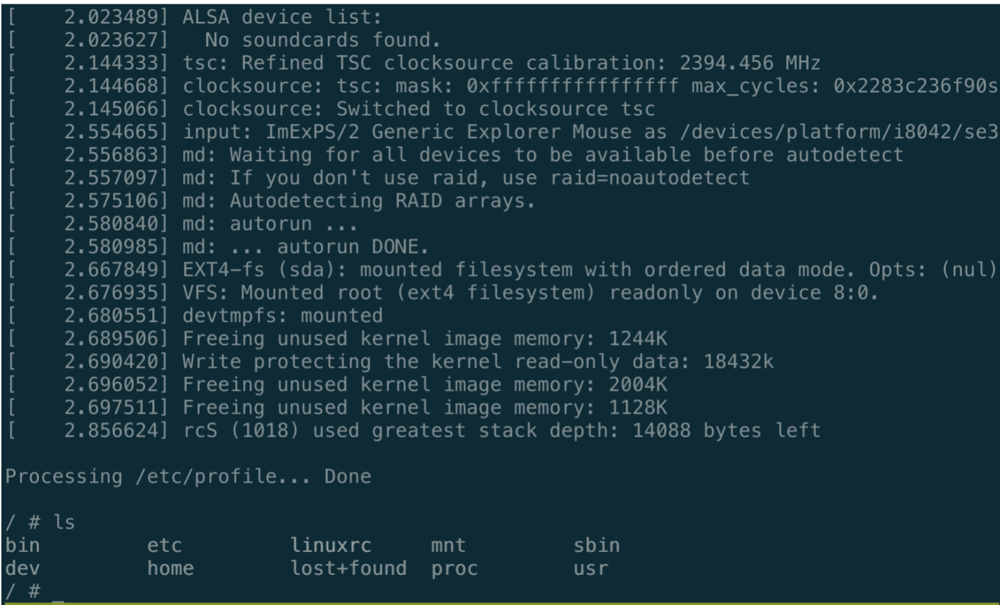 [    2.023489] ALSA device list:
[    2.023627]   No soundcards found.
[    2.144333] tsc: Refined TSC clocksource calibration: 2394.456 MHz
[    2.144668] clocksource: tsc: mask: 0xffffffffffffffff max_cycles: 0x2283c236f90s
[    2.145066] clocksource: Switched to clocksource tsc
[    2.554665] input: ImExPS/2 Generic Explorer Mouse as /devices/platform/i8042/se3
[    2.556863] md: Waiting for all devices to be available before autodetect
[    2.557097] md: If you don't use raid, use raid=noautodetect
[    2.575106] md: Autodetecting RAID arrays.
[    2.580840] md: autorun ...
[    2.580985] md: ... autorun DONE.
[    2.667849] EXT4-fs (sda): mounted filesystem with ordered data mode. Opts: (nul)
[    2.676935] VFS: Mounted root (ext4 filesystem) readonly on device 8:0.
[    2.680551] devtmpfs: mounted
[    2.689506] Freeing unused kernel image memory: 1244K
[    2.690420] Write protecting the kernel read-only data: 18432k
[    2.696052] Freeing unused kernel image memory: 2004K
[    2.697511] Freeing unused kernel image memory: 1128K
[    2.856624] rcS (1018) used greatest stack depth: 14088 bytes left
Processing /etc/profile... Done
/ # ls
bin         etc         linuxrc     mnt         sbin
dev         home        lost+found  proc        usr
/ # _